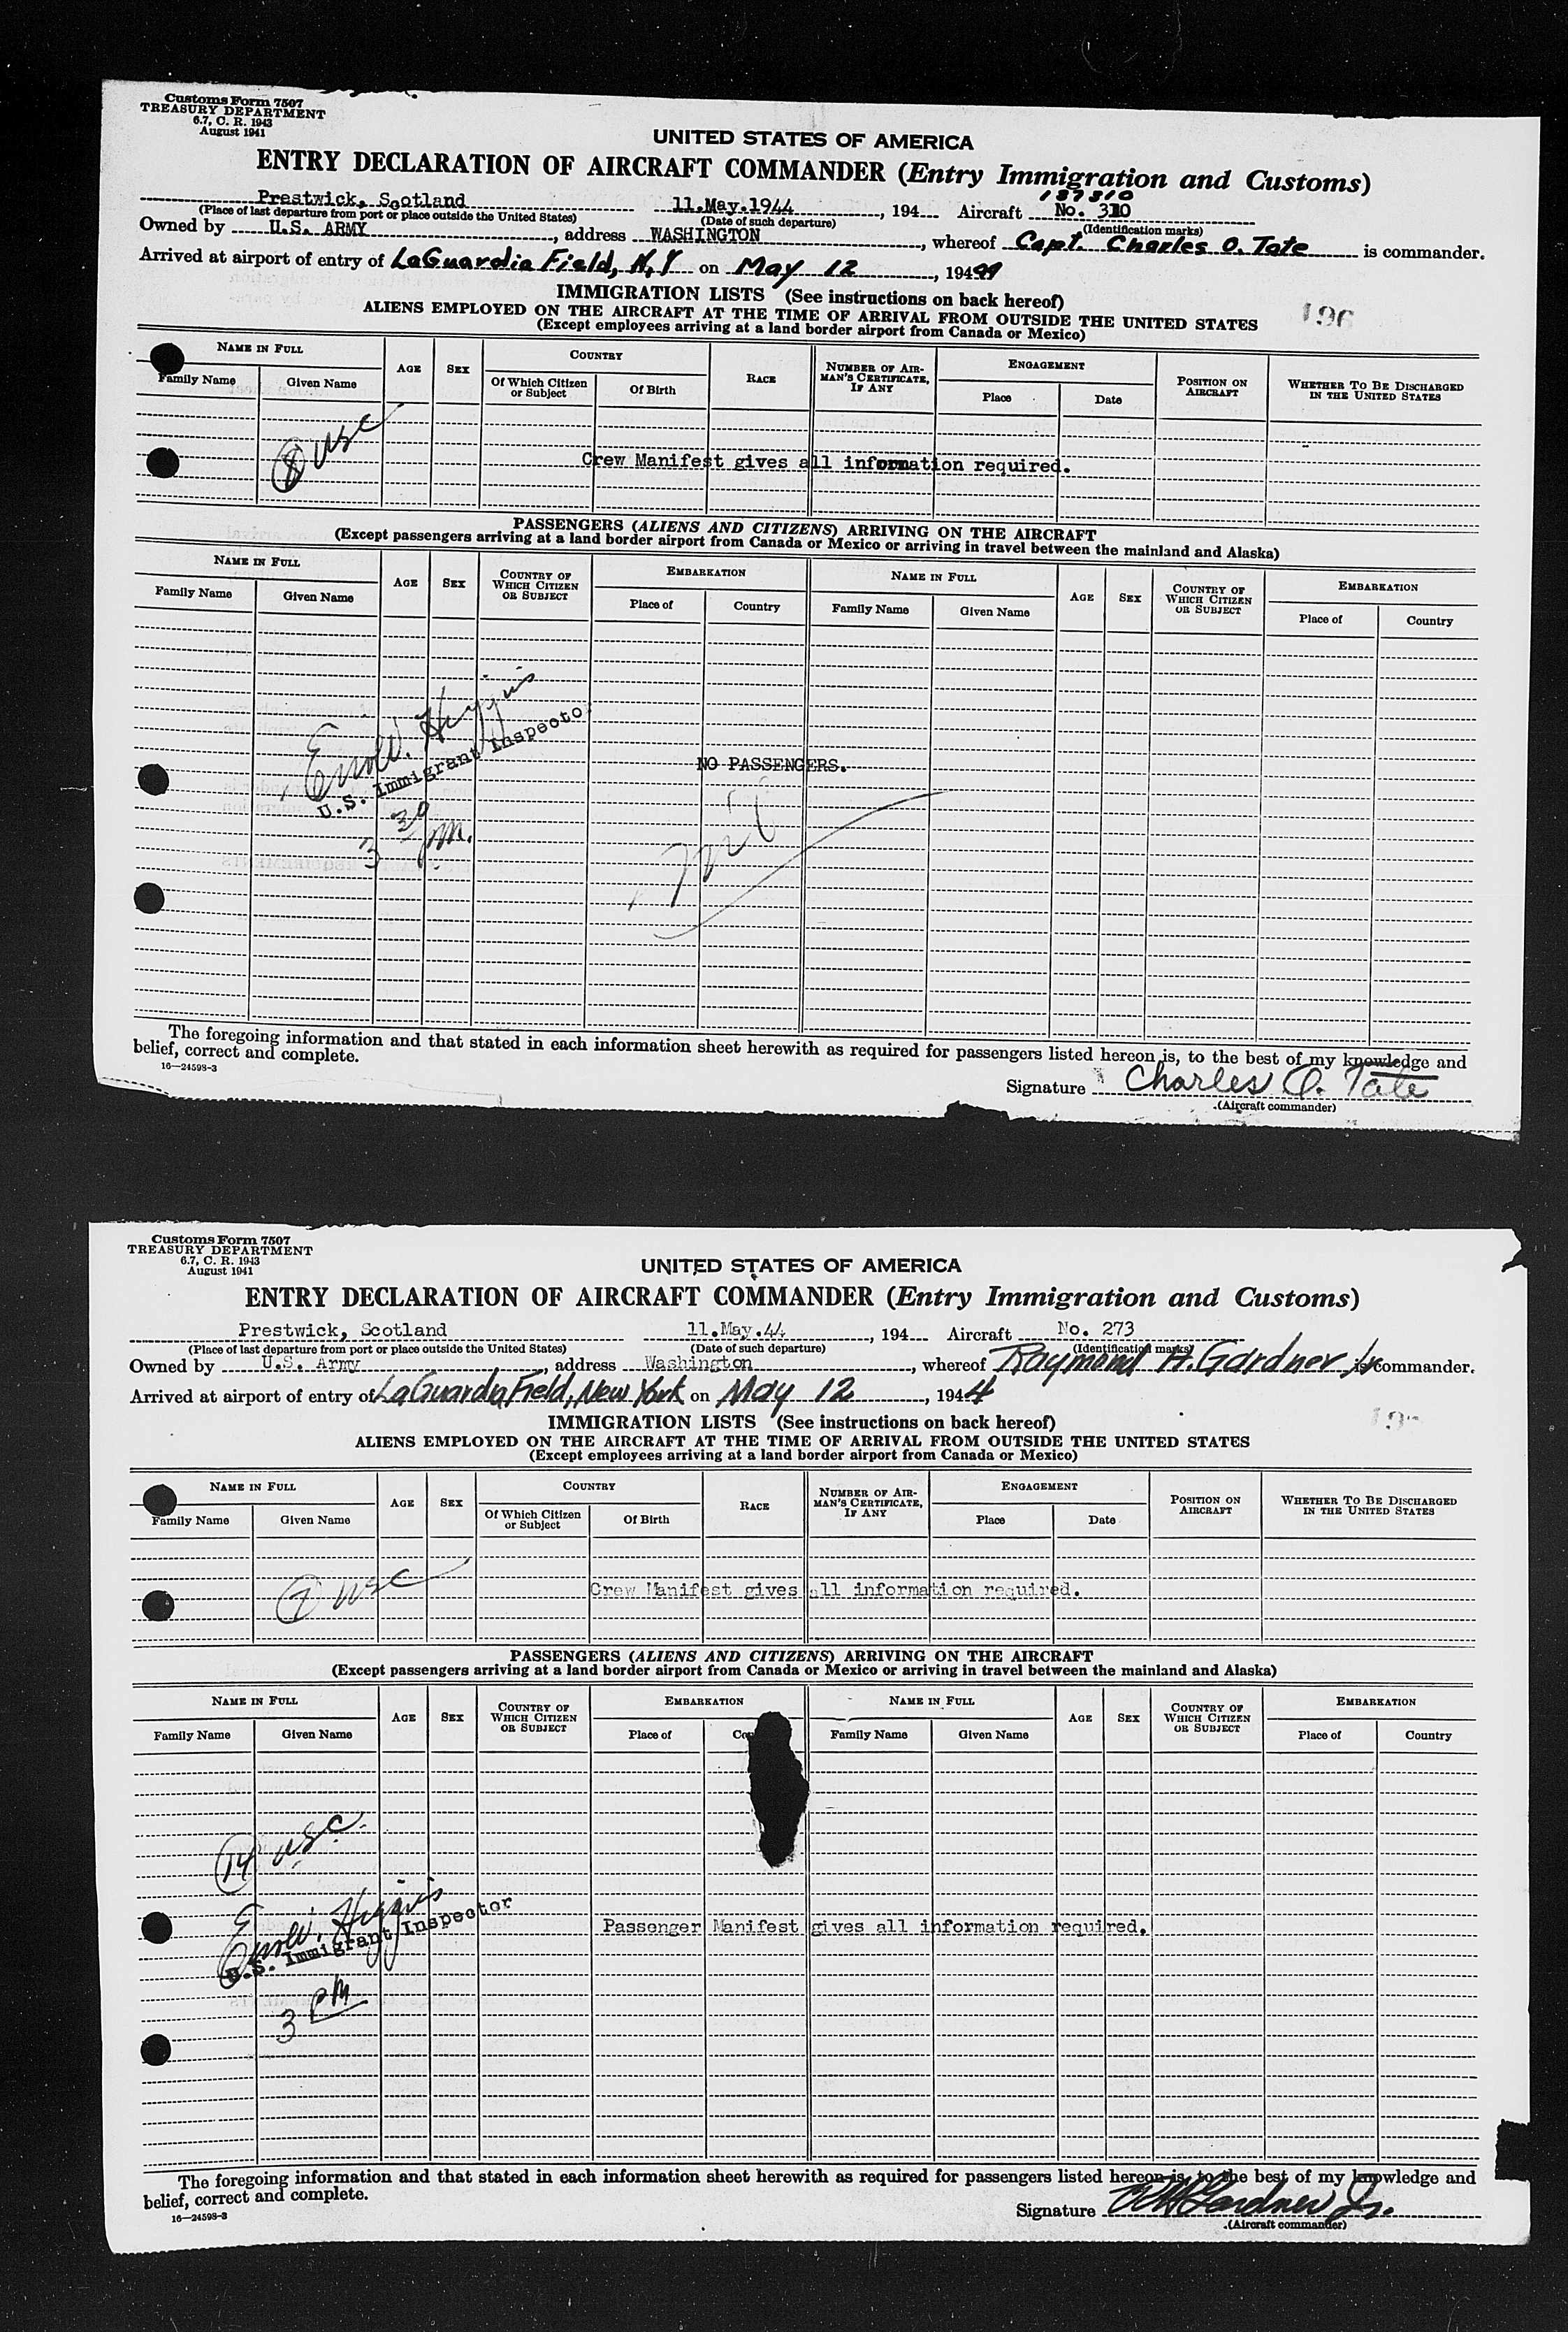 Customs Form 7507
TREASURY DEPARTMENT
6.7, C. R. 1943
August 1941
UNITED STATES OF AMERICA
ENTRY DECLARATION OF AIRCRAFT COMMANDER (Entry Immigration and Customs)
137310
Prestwick, Scotland 11.May.1944, 194 Aircraft No. 310
(Place of last departure from port or place outside the United States) (Date of such departure) (Identification marks)
Owned by U.S. ARMY, address WASHINGTON, whereof Capt. Charles O. Tate is commander.
Arrived at airport of entry of LaGuardia Field, N.Y on May 12, 1944
IMMIGRATION LISTS (See instructions on back hereof)
ALIENS EMPLOYED ON THE AIRCRAFT AT THE TIME OF ARRIVAL FROM OUTSIDE THE UNITED STATES
(Except employees arriving at a land border airport from Canada or Mexico)
196
NAME IN FULL AGE SEX COUNTRY RACE NUMBER OF AIRMAN'S CERTIFICATE, IF ANY ENGAGEMENT POSITION ON AIRCRAFT WHETHER TO BE DISCHARGED IN THE UNITED STATES
Family Name Given Name Of Which Citizen or Subject Of Birth Place Date
8 USC
Crew Manifest gives all information required.
PASSENGERS (ALIENS AND CITIZENS) ARRIVING ON THE AIRCRAFT
(Except passengers arriving at a land border airport from Canada or Mexico or arriving in travel between the mainland and Alaska)
NAME IN FULL AGE SEX COUNTRY OF WHICH CITIZEN OR SUBJECT EMBARKATION NAME IN FULL AGE SEX COUNTRY OF WHICH CITIZEN OR SUBJECT EMBARKATION
Family Name Given Name Place of Country Family Name Given Name Place of Country
Higgins
U.S. Immigrant Inspecto
NO PASSENGERS.
3 30 pm.
The foregoing information and that stated in each information sheet herewith as required for passengers listed hereon is, to the best of my knowledge and
belief, correct and complete.
16—24598-3
Signature Charles O. Tate
(Aircraft commander)
Customs Form 7507
TREASURY DEPARTMENT
6.7, C. R. 1943
August 1941
UNITED STATES OF AMERICA
ENTRY DECLARATION OF AIRCRAFT COMMANDER (Entry Immigration and Customs)
Prestwick, Scotland 11.May.44, 194 Aircraft No. 273
(Place of last departure from port or place outside the United States) (Date of such departure) (Identification marks)
Owned by U.S. Army, address Washington, whereof Raymond H. Gardner Jr is commander.
Arrived at airport of entry of LaGuardia Field, New York on May 12, 1944
IMMIGRATION LISTS (See instructions on back hereof)
ALIENS EMPLOYED ON THE AIRCRAFT AT THE TIME OF ARRIVAL FROM OUTSIDE THE UNITED STATES
(Except employees arriving at a land border airport from Canada or Mexico)
NAME IN FULL AGE SEX COUNTRY RACE NUMBER OF AIRMAN'S CERTIFICATE, IF ANY ENGAGEMENT POSITION ON AIRCRAFT WHETHER TO BE DISCHARGED IN THE UNITED STATES
Family Name Given Name Of Which Citizen or Subject Of Birth Place Date
7 USC
Crew Manifest gives all information required.
PASSENGERS (ALIENS AND CITIZENS) ARRIVING ON THE AIRCRAFT
(Except passengers arriving at a land border airport from Canada or Mexico or arriving in travel between the mainland and Alaska)
NAME IN FULL AGE SEX COUNTRY OF WHICH CITIZEN OR SUBJECT EMBARKATION NAME IN FULL AGE SEX COUNTRY OF WHICH CITIZEN OR SUBJECT EMBARKATION
Family Name Given Name Place of Cou Family Name Given Name Place of Country
14 USC.
Higgins
U.S. Immigrant Inspector
Passenger Manifest gives all information required.
3 PM
The foregoing information and that stated in each information sheet herewith as required for passengers listed hereon is, to the best of my knowledge and
belief, correct and complete.
16—24598-3
Signature RH Gardner Jr.
(Aircraft commander)